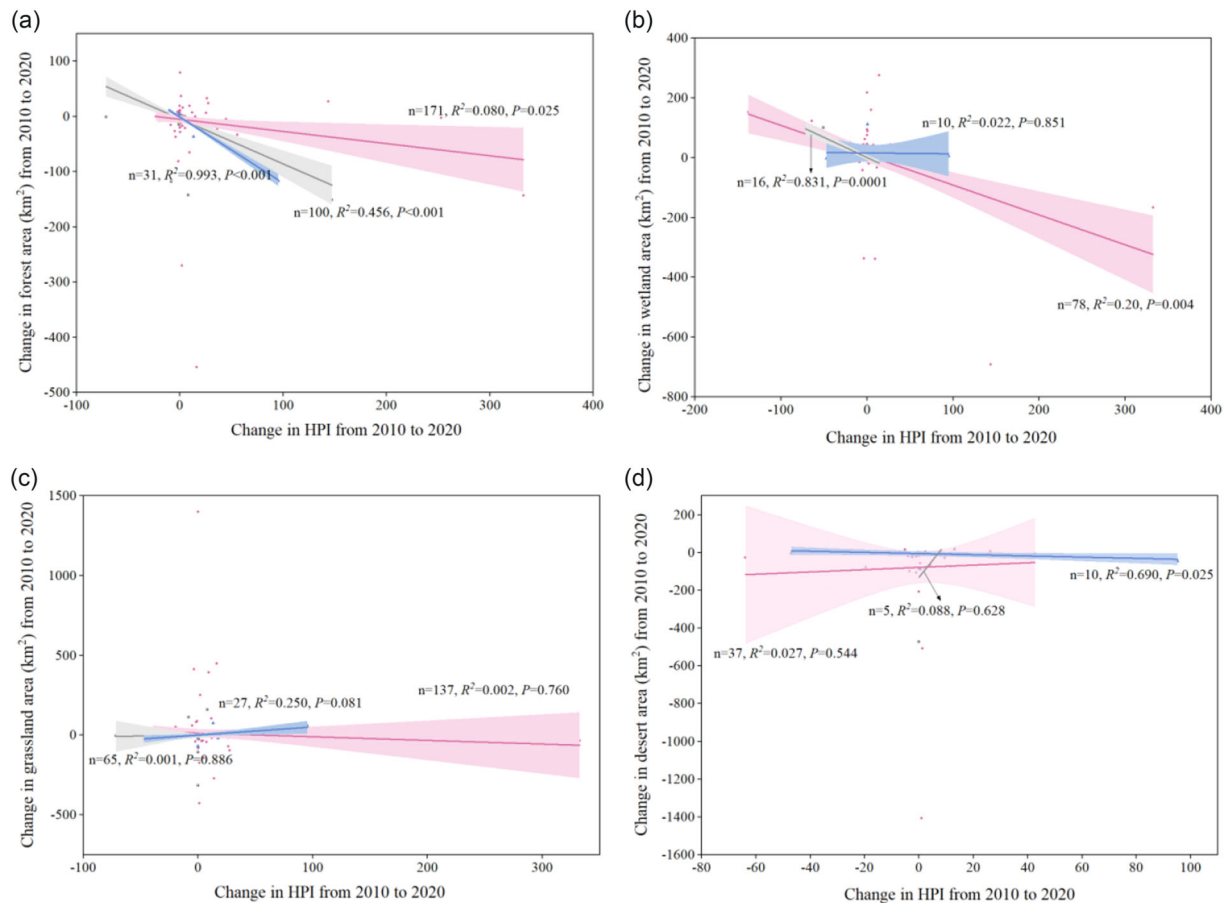 (a)
Change in forest area (km²) from 2010 to 2020
100
0
-100
-200
-300
-400
-500
n=171, R²=0.080, P=0.025
n=31, R²=0.993, P<0.001
n=100, R²=0.456, P<0.001
-100 0 100 200 300 400
Change in HPI from 2010 to 2020
(b)
Change in wetland area (km²) from 2010 to 2020
400
200
0
-200
-400
-600
-800
n=10, R²=0.022, P=0.851
n=16, R²=0.831, P=0.0001
n=78, R²=0.20, P=0.004
-200 -100 0 100 200 300 400
Change in HPI from 2010 to 2020
(c)
Change in grassland area (km²) from 2010 to 2020
1500
1000
500
0
-500
n=27, R²=0.250, P=0.081
n=137, R²=0.002, P=0.760
n=65, R²=0.001, P=0.886
-100 0 100 200 300
Change in HPI from 2010 to 2020
(d)
Change in desert area (km²) from 2010 to 2020
200
0
-200
-400
-600
-800
-1000
-1200
-1400
-1600
n=10, R²=0.690, P=0.025
n=5, R²=0.088, P=0.628
n=37, R²=0.027, P=0.544
-80 -60 -40 -20 0 20 40 60 80 100
Change in HPI from 2010 to 2020